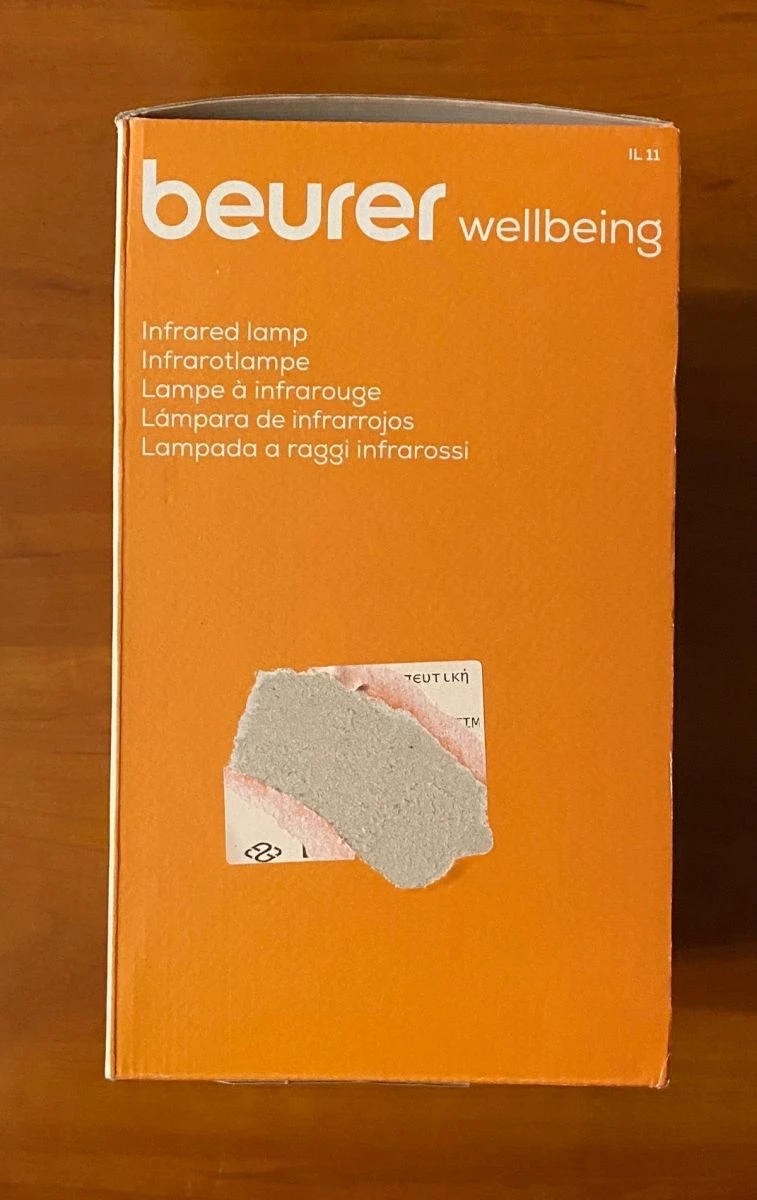 IL 11
beurer wellbeing
Infrared lamp
Infrarotlampe
Lampe à infrarouge
Lámpara de infrarrojos
Lampada a raggi infrarossi